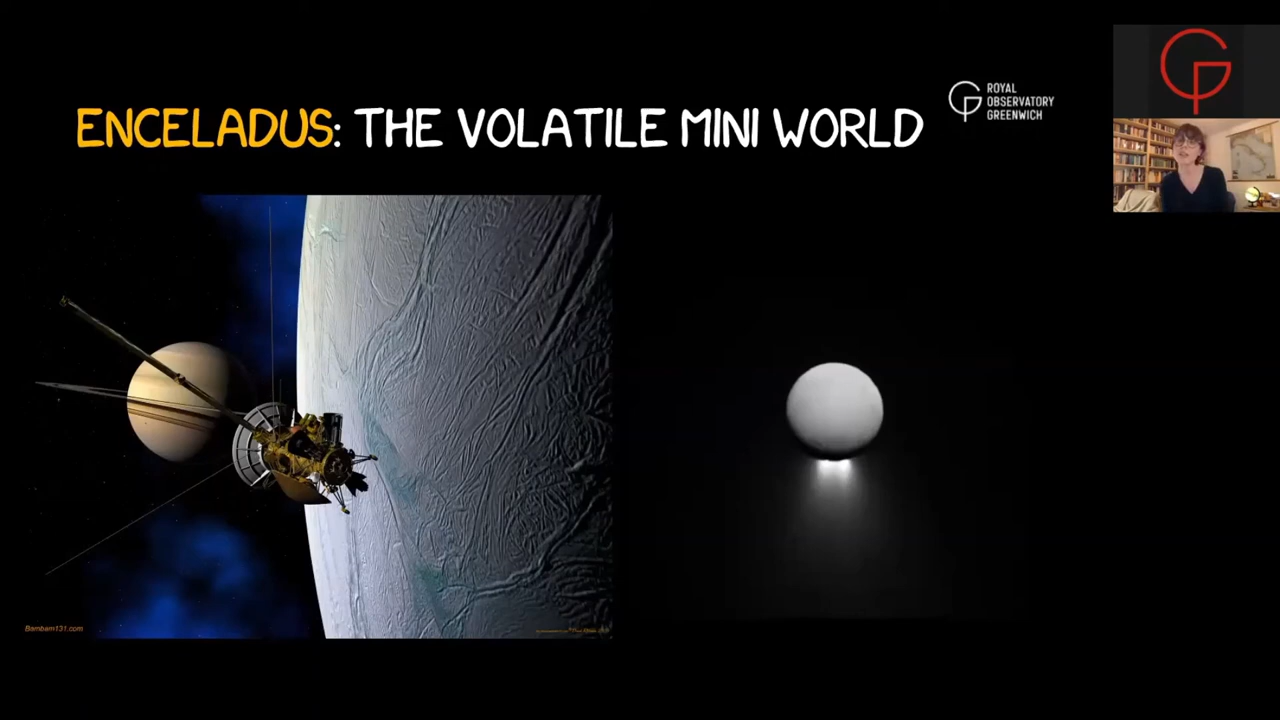 ENCELADUS: THE VOLATILE MINI WORLD
ROYAL
OBSERVATORY
GREENWICH
Bambam131.com